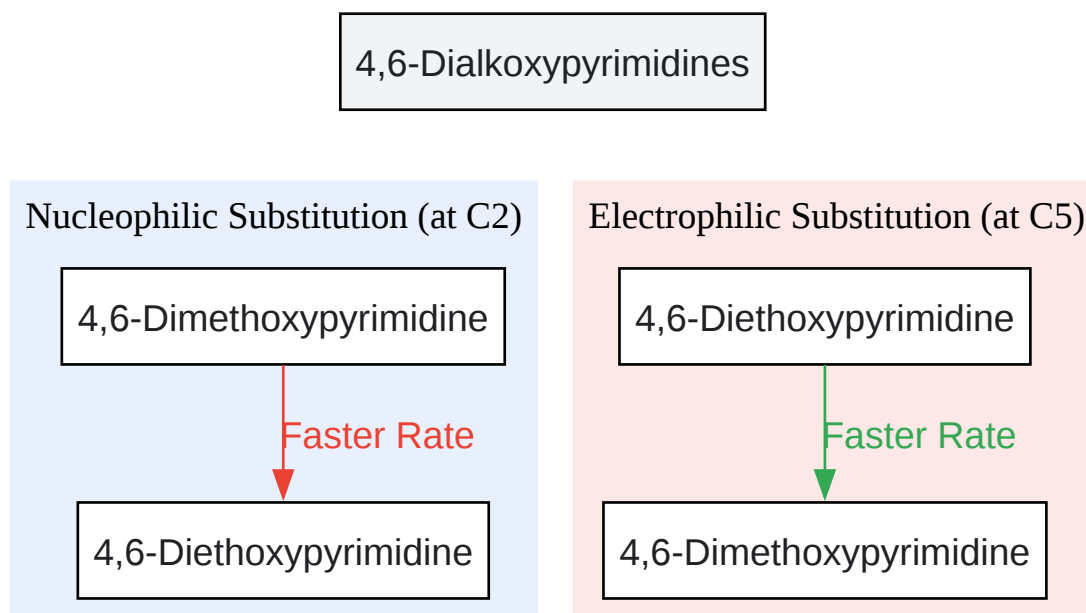 4,6-Dialkoxypyrimidines
Nucleophilic Substitution (at C2)
4,6-Dimethoxypyrimidine
Faster Rate
4,6-Diethoxypyrimidine
Electrophilic Substitution (at C5)
4,6-Diethoxypyrimidine
Faster Rate
4,6-Dimethoxypyrimidine